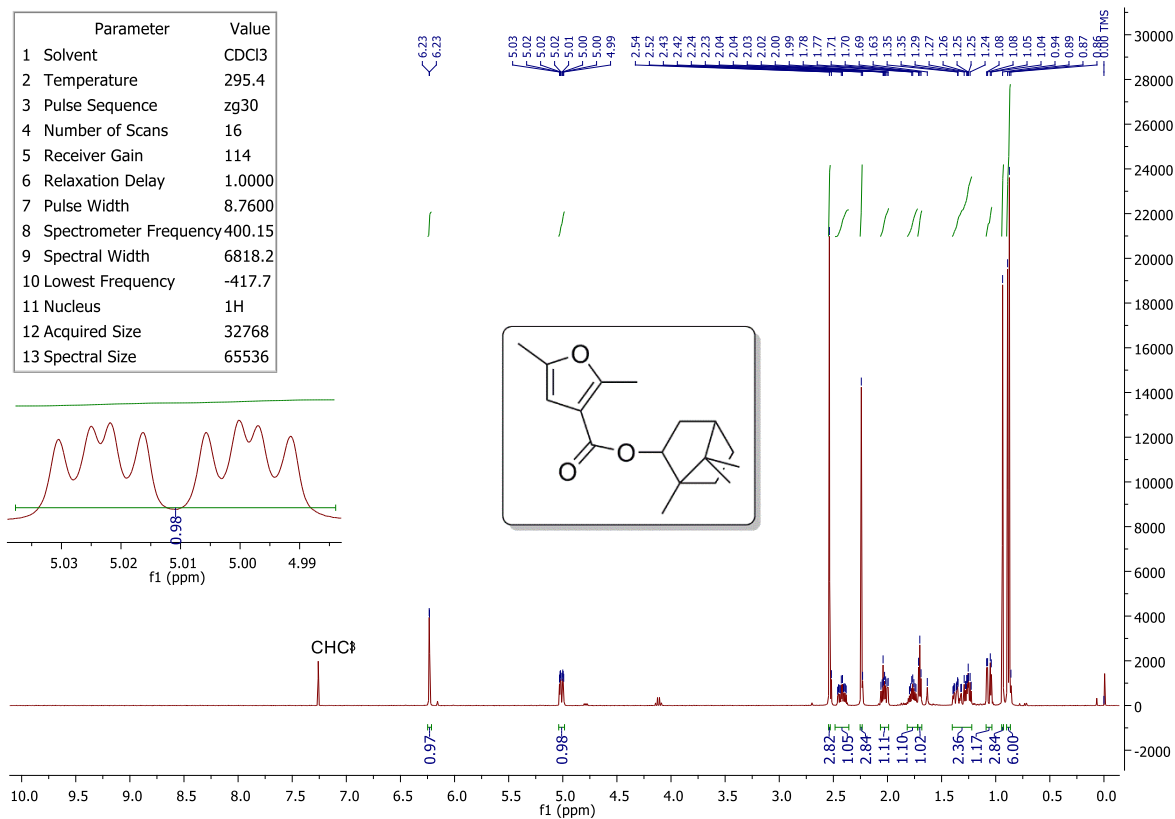 Parameter Value
1 Solvent CDCl3
2 Temperature 295.4
3 Pulse Sequence zg30
4 Number of Scans 16
5 Receiver Gain 114
6 Relaxation Delay 1.0000
7 Pulse Width 8.7600
8 Spectrometer Frequency 400.15
9 Spectral Width 6818.2
10 Lowest Frequency -417.7
11 Nucleus 1H
12 Acquired Size 32768
13 Spectral Size 65536
6.23 6.23 5.03 5.02 5.02 5.02 5.01 5.00 5.00 4.99 2.54 2.52 2.43 2.42 2.24 2.23 2.04 2.04 2.03 2.02 2.00 1.99 1.78 1.77 1.71 1.70 1.69 1.63 1.35 1.35 1.29 1.27 1.26 1.25 1.25 1.24 1.08 1.08 1.05 1.04 0.94 0.89 0.87 0.86 0.00 TMS
30000
28000
26000
24000
22000
20000
18000
16000
14000
12000
10000
8000
6000
4000
2000
0
-2000
0.98
5.03 5.02 5.01 5.00 4.99
f1 (ppm)
O
O
O
CHCl3
0.97 0.98 2.82 1.05 2.84 1.11 1.10 1.02 2.36 1.17 2.84 6.00
10.0 9.5 9.0 8.5 8.0 7.5 7.0 6.5 6.0 5.5 5.0 4.5 4.0 3.5 3.0 2.5 2.0 1.5 1.0 0.5 0.0
f1 (ppm)